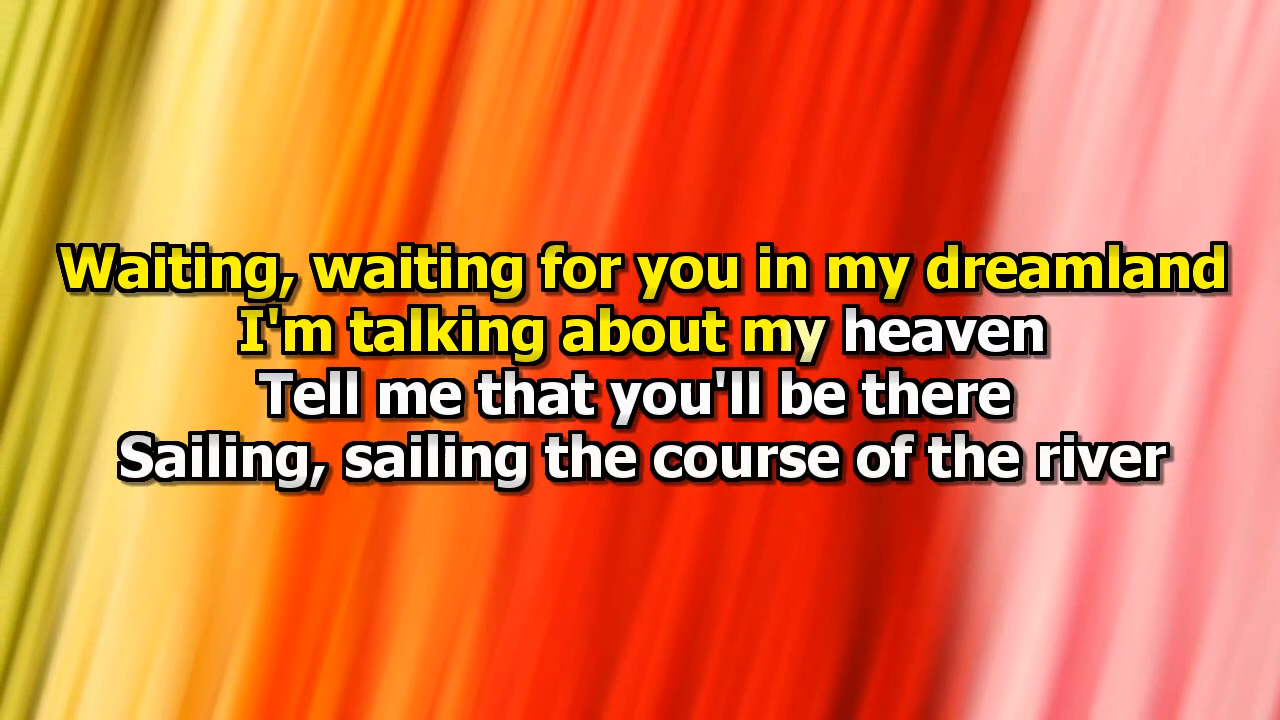 Waiting, waiting for you in my dreamland
I'm talking about my heaven
Tell me that you'll be there
Sailing, sailing the course of the river